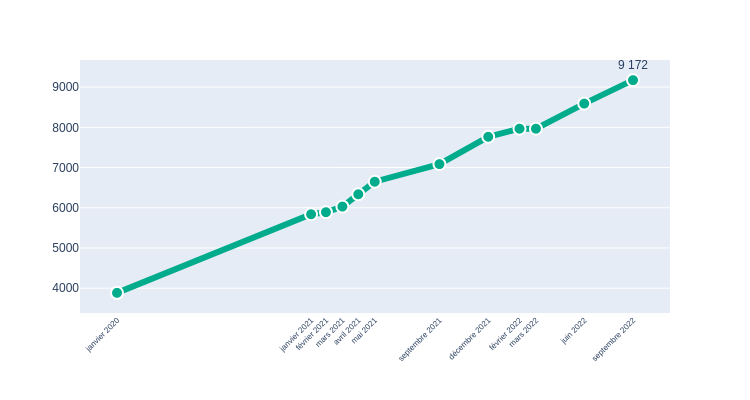 9 172
9000
8000
7000
6000
5000
4000
janvier 2020
janvier 2021
février 2021
mars 2021
avril 2021
mai 2021
septembre 2021
décembre 2021
février 2022
mars 2022
juin 2022
septembre 2022